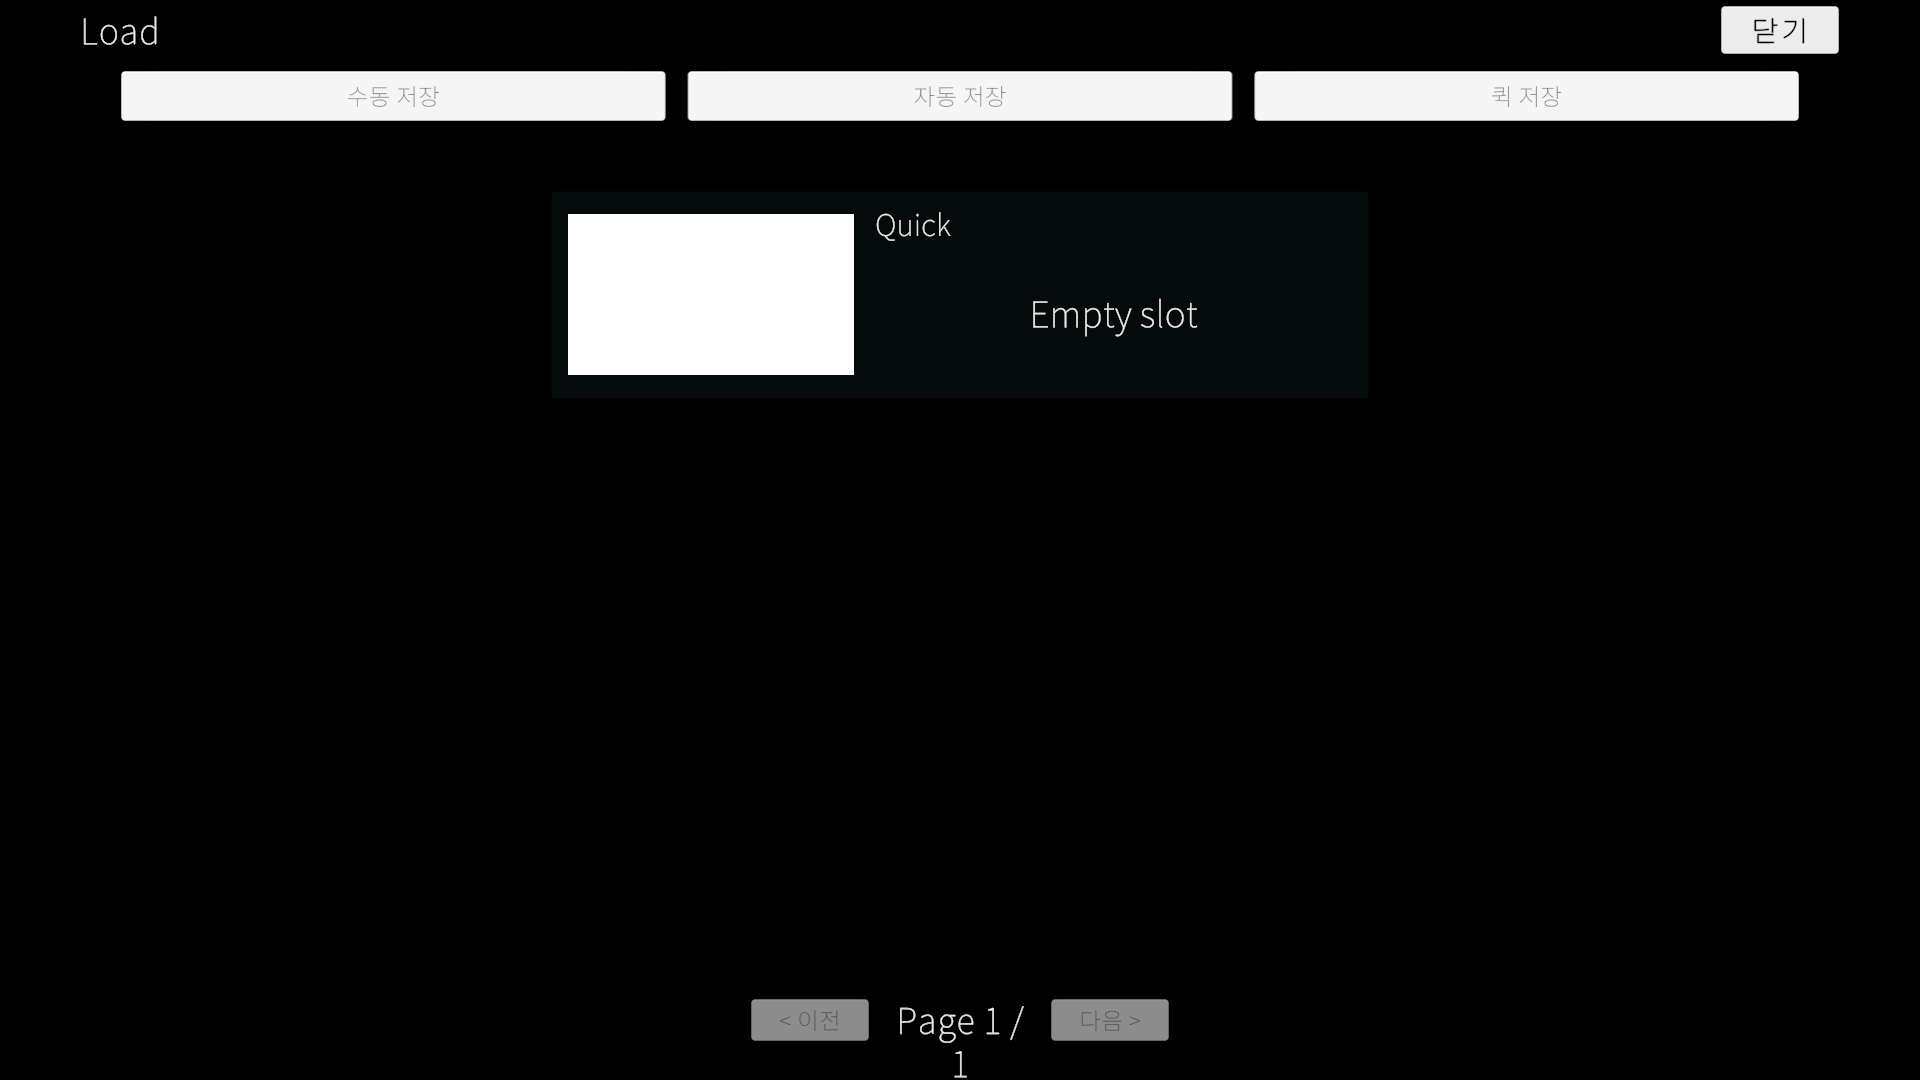 Load
닫기
수동 저장
자동 저장
퀵 저장
Quick
Empty slot
< 이전
Page 1 /
1
다음 >